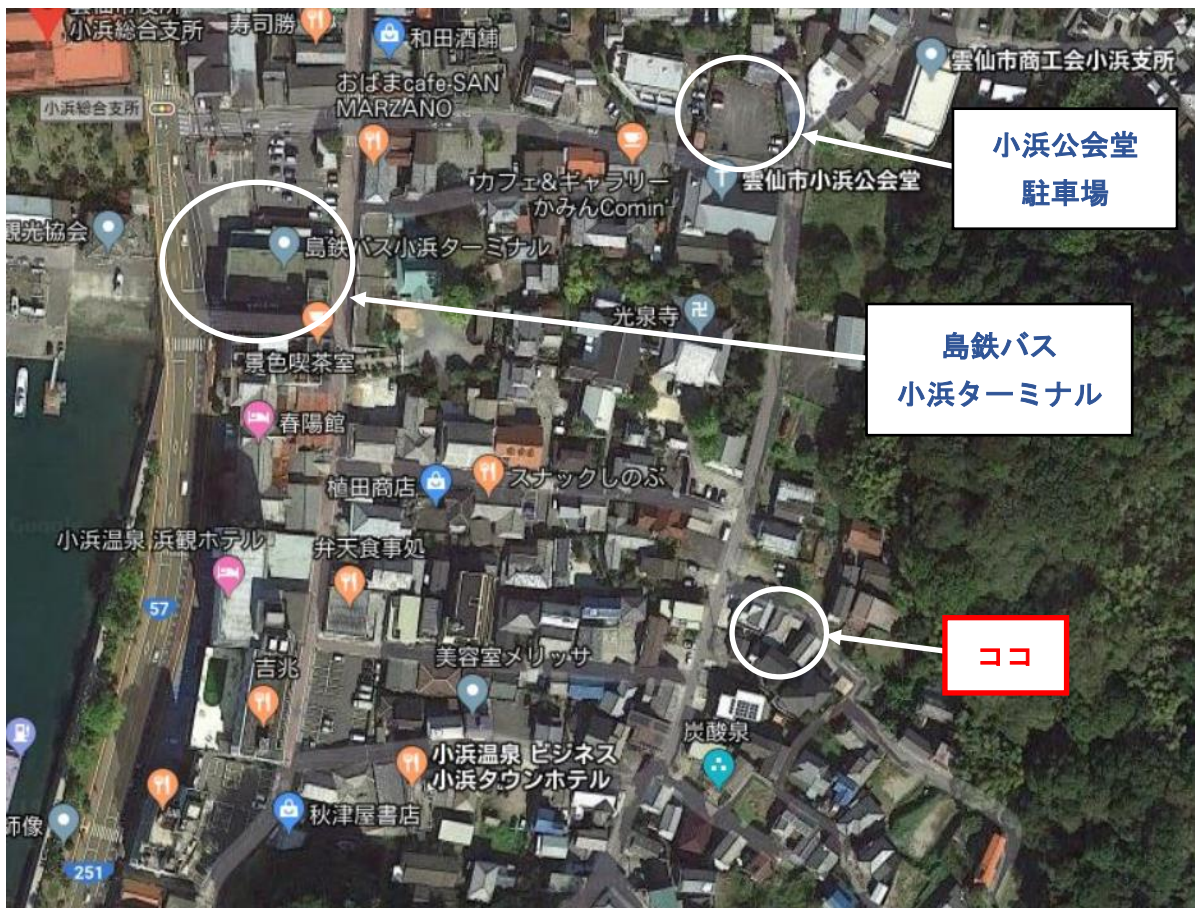 雲仙市役所
小浜総合支所
寿司勝
和田酒舗
雲仙市商工会小浜支所
小浜総合支所
おばまcafe-SAN
MARZANO
小浜公会堂
駐車場
カフェ&ギャラリー
かみんComin'
雲仙市小浜公会堂
観光協会
島鉄バス小浜ターミナル
光泉寺
島鉄バス
小浜ターミナル
景色喫茶室
春陽館
植田商店
スナックしのぶ
小浜温泉 浜観ホテル
弁天食事処
57
ココ
美容室メリッサ
吉兆
炭酸泉
小浜温泉 ビジネス
小浜タウンホテル
秋津屋書店
師像
251